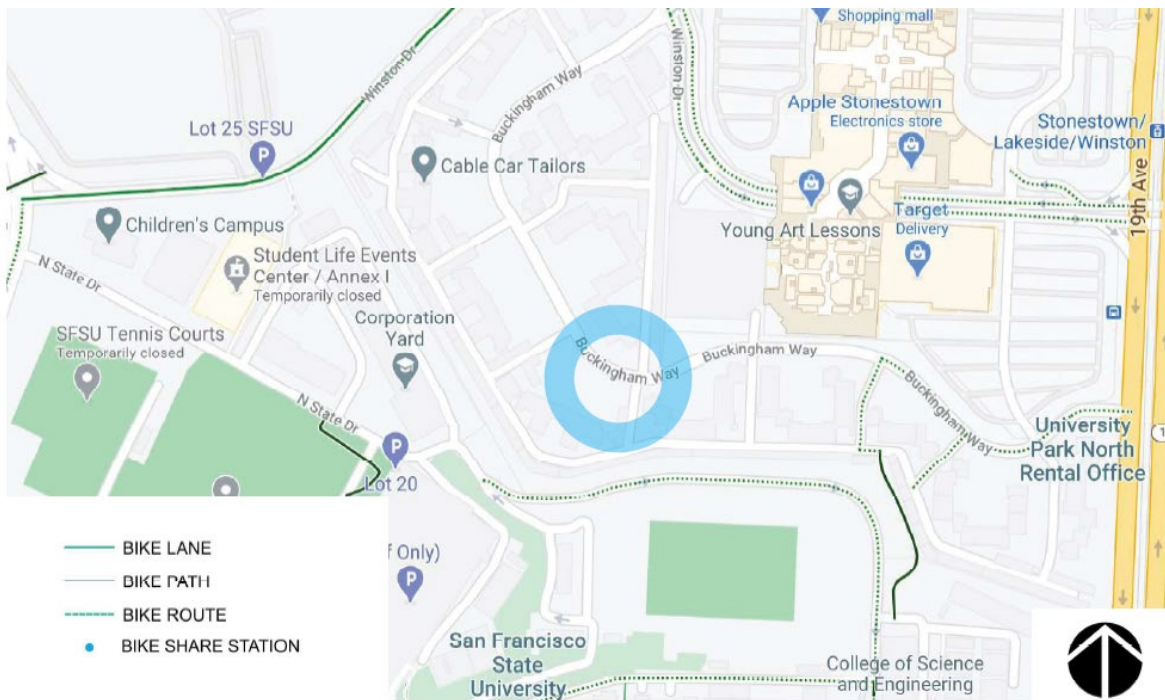 Shopping mall
Winston Dr
Buckingham Way
Winston Dr
Apple Stonestown
Electronics store
Stonestown/
Lakeside/Winston
Lot 25 SFSU
P
Cable Car Tailors
19th Ave
Children's Campus
Young Art Lessons
Target
Delivery
N State Dr
Student Life Events
Center / Annex I
Temporarily closed
Corporation
Yard
SFSU Tennis Courts
Temporarily closed
Buckingham Way
Buckingham Way
Buckingham Way
N State Dr
University
Park North
Rental Office
1
P
Lot 20
BIKE LANE
BIKE PATH
BIKE ROUTE
BIKE SHARE STATION
f Only)
P
San Francisco
State
University
College of Science
and Engineering